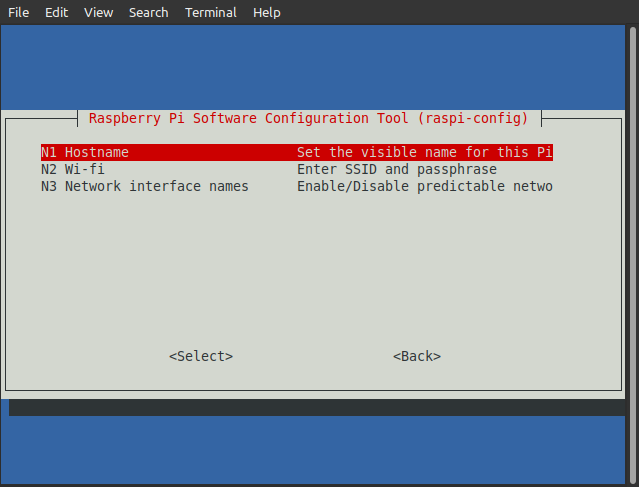 File Edit View Search Terminal Help
Raspberry Pi Software Configuration Tool (raspi-config)
N1 Hostname Set the visible name for this Pi
N2 Wi-fi Enter SSID and passphrase
N3 Network interface names Enable/Disable predictable netwo
<Select> <Back>